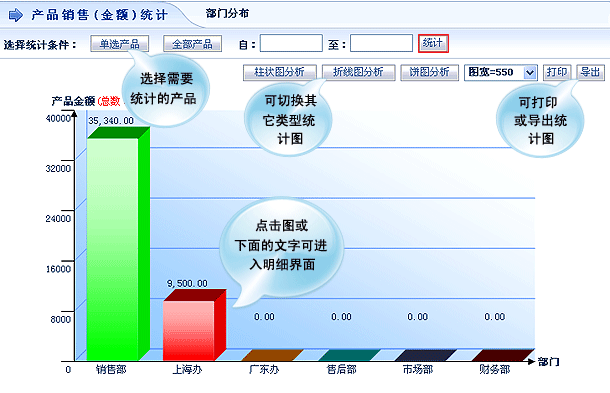 产品销售(金额)统计
部门分布
选择统计条件： 单选产品 全部产品 自： 至： 统计
柱状图分析 折线图分析 饼图分析 图宽=550 打印 导出
选择需要
统计的产品
可切换其
它类型统
计图
可打印
或导出统
计图
产品金额(总数
40000
35,340.00
32000
24000
点击图或
下面的文字可进
入明细界面
16000
9,500.00
8000
0.00 0.00 0.00 0.00
0
部门
销售部 上海办 广东办 售后部 市场部 财务部